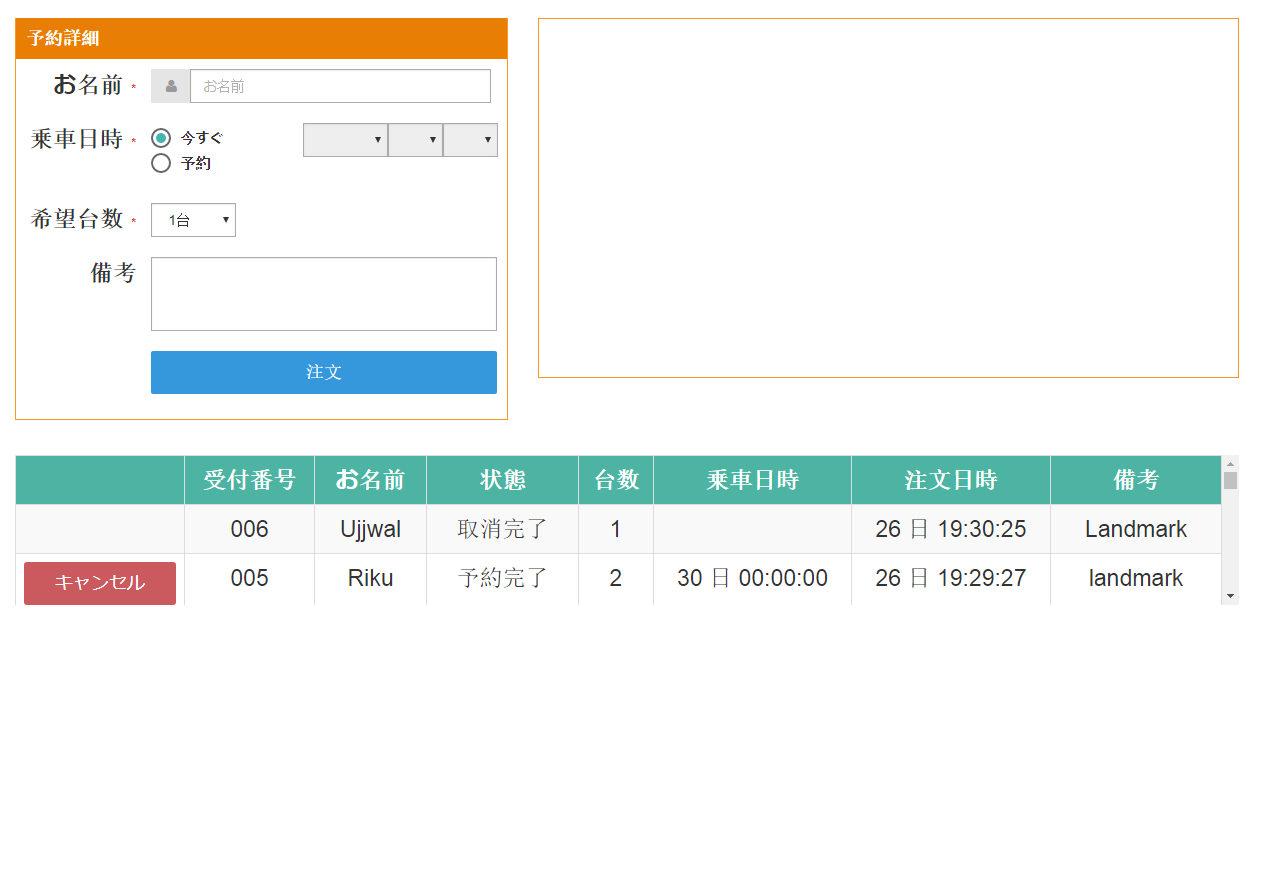 予約詳細
お名前 * お名前
乗車日時 * 今すぐ
予約
希望台数 * 1台
備考
注文
受付番号 お名前 状態 台数 乗車日時 注文日時 備考
006 Ujjwal 取消完了 1 26 日 19:30:25 Landmark
キャンセル 005 Riku 予約完了 2 30 日 00:00:00 26 日 19:29:27 landmark